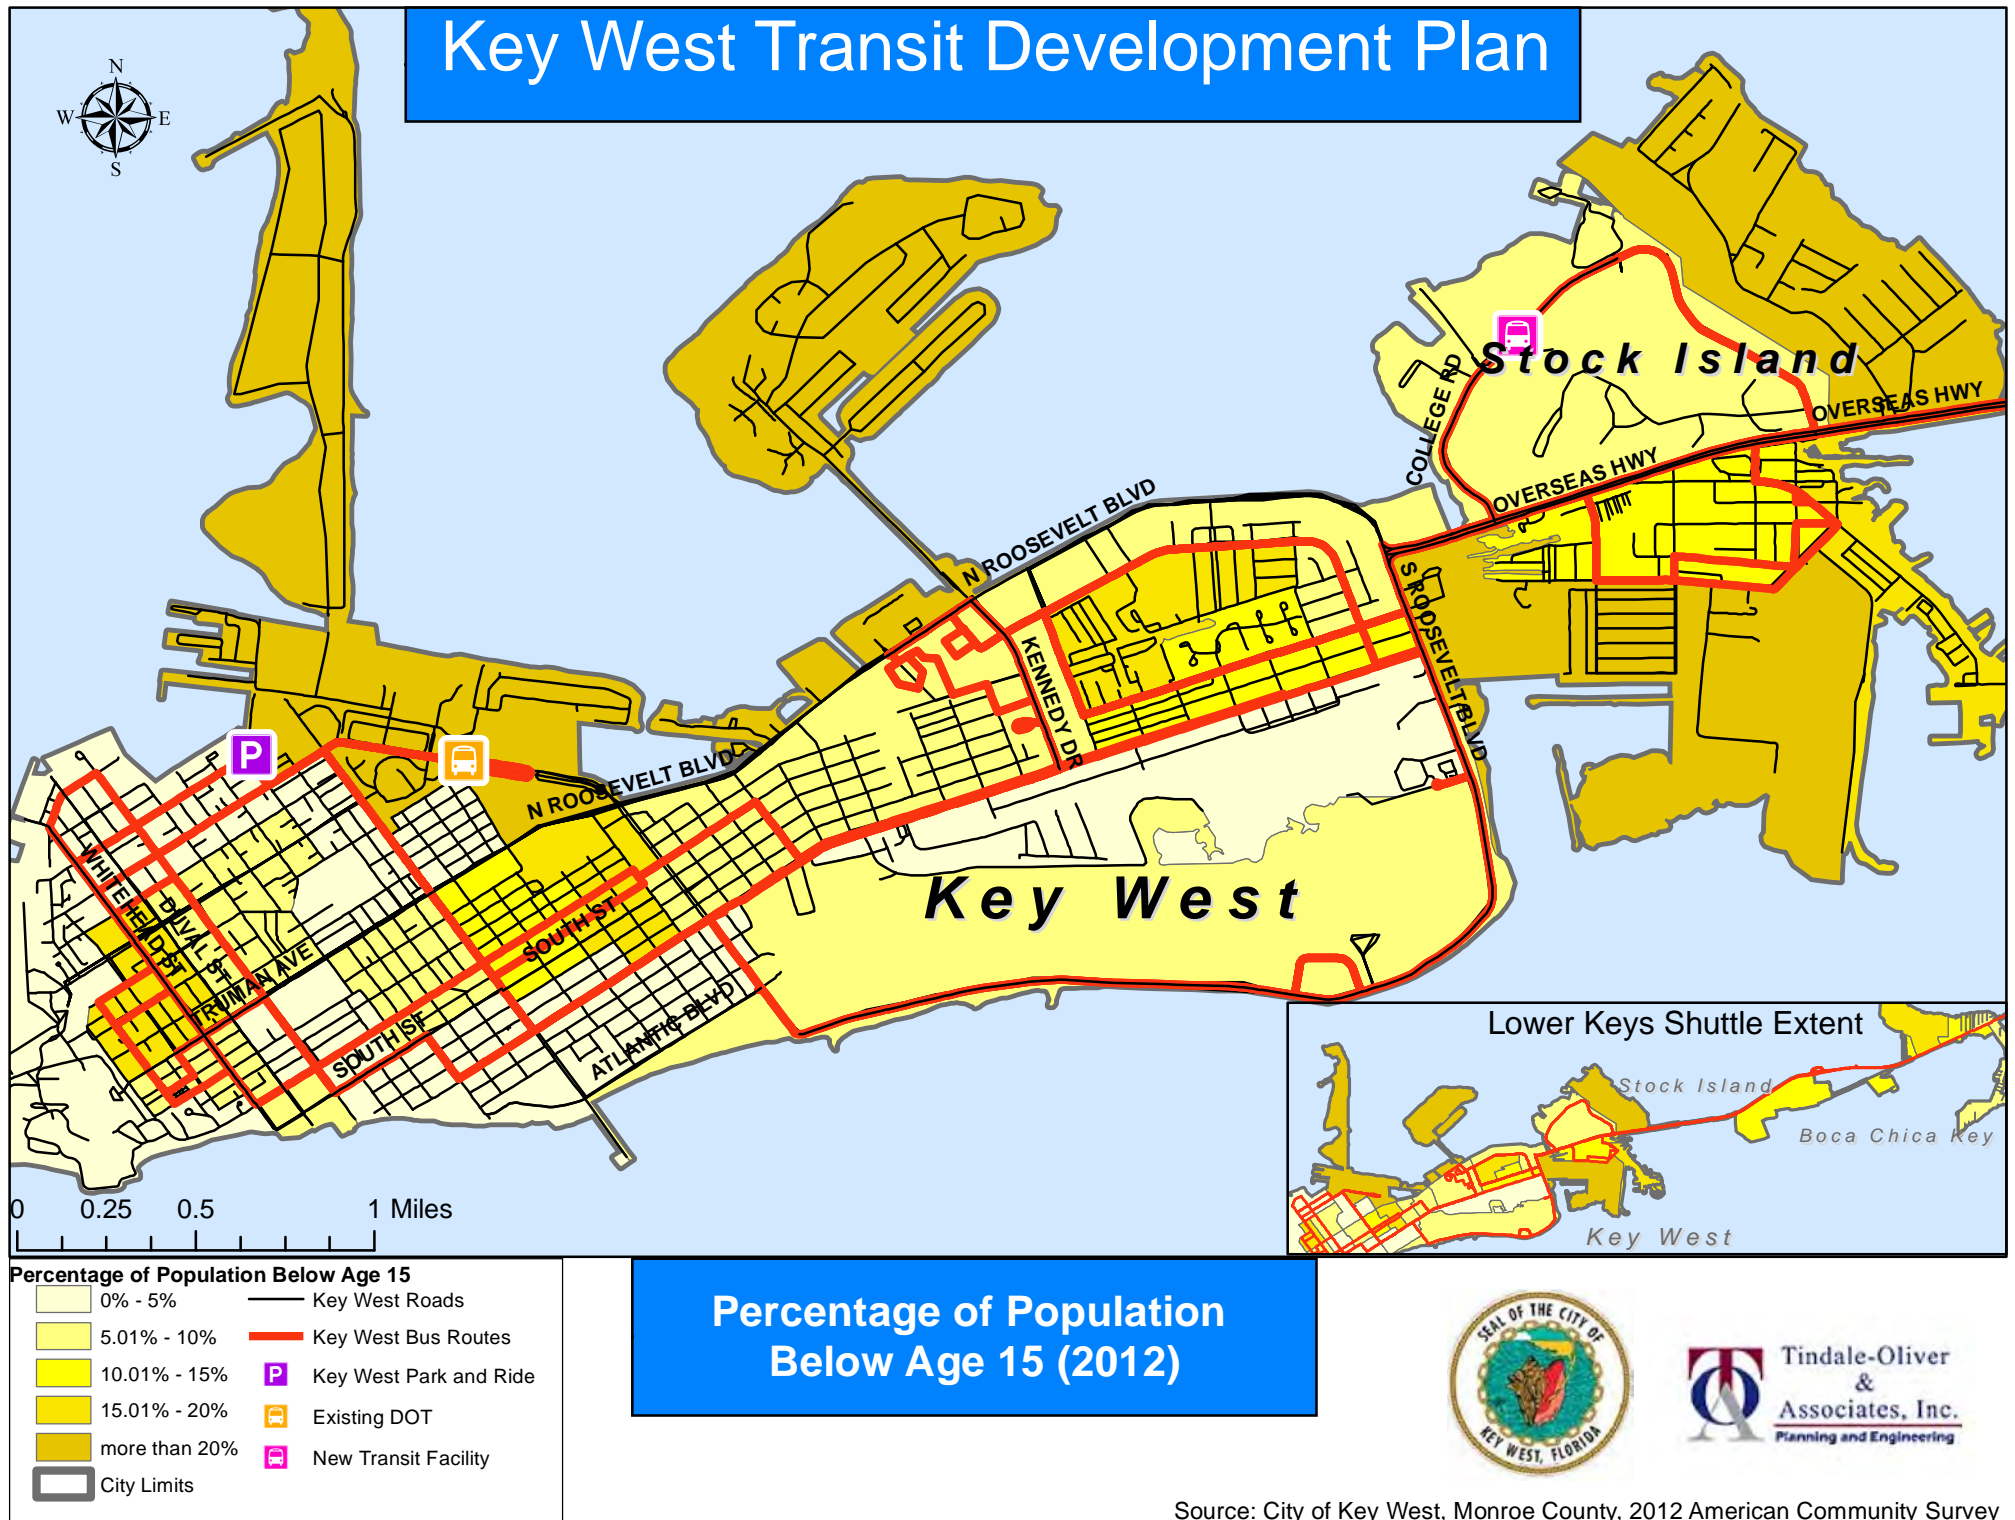 Key West Transit Development Plan
N
W E
S
Stock Island
COLLEGE RD
OVERSEAS HWY
OVERSEAS HWY
N ROOSEVELT BLVD
S ROOSEVELT BLVD
KENNEDY DR
N ROOSEVELT BLVD
Key West
WHITEHEAD ST
DUVAL ST
TRUMAN AVE
SOUTH ST
SOUTH ST
ATLANTIC BLVD
P
Lower Keys Shuttle Extent
Stock Island
Boca Chica Key
Key West
0 0.25 0.5 1 Miles
Percentage of Population Below Age 15
0% - 5%
5.01% - 10%
10.01% - 15%
15.01% - 20%
more than 20%
City Limits
Key West Roads
Key West Bus Routes
P Key West Park and Ride
Existing DOT
New Transit Facility
Percentage of Population
Below Age 15 (2012)
SEAL OF THE CITY OF
KEY WEST, FLORIDA
Tindale-Oliver
&
Associates, Inc.
Planning and Engineering
Source: City of Key West, Monroe County, 2012 American Community Survey